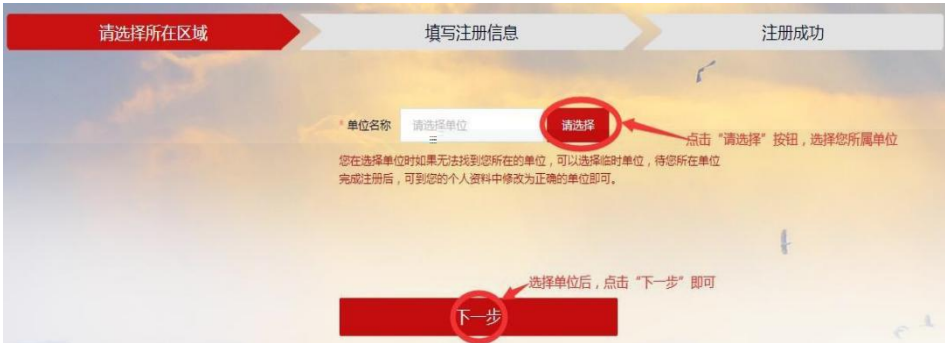 请选择所在区域
填写注册信息
注册成功
* 单位名称 请选择单位 请选择
点击“请选择”按钮，选择您所属单位
您在选择单位时如果无法找到您所在的单位，可以选择临时单位，待您所在单位
完成注册后，可到您的个人资料中修改为正确的单位即可。
选择单位后，点击“下一步”即可
下一步